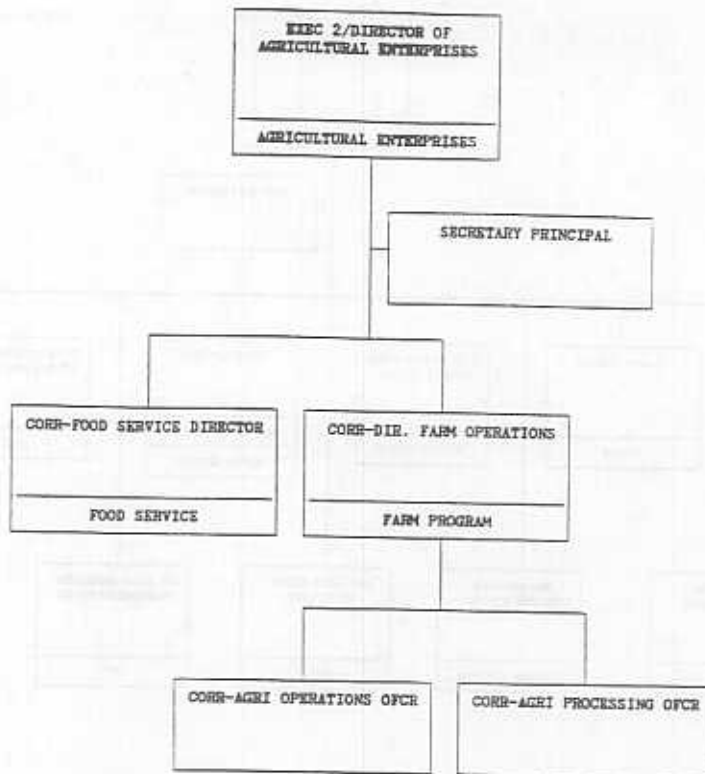 EXEC 2/DIRECTOR OF
AGRICULTURAL ENTERPRISES
AGRICULTURAL ENTERPRISES
SECRETARY PRINCIPAL
CORR-FOOD SERVICE DIRECTOR
FOOD SERVICE
CORR-DIR. FARM OPERATIONS
FARM PROGRAM
CORR-AGRI OPERATIONS OFCR
CORR-AGRI PROCESSING OFCR